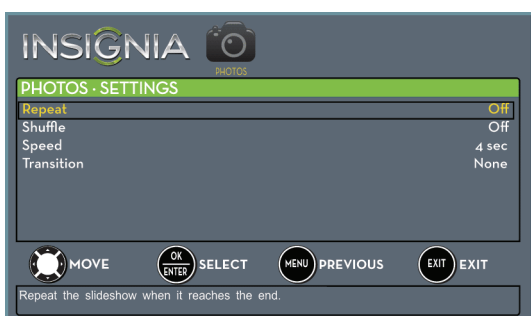 INSIGNIA
PHOTOS
PHOTOS · SETTINGS
Repeat Off
Shuffle Off
Speed 4 sec
Transition None
MOVE OK ENTER SELECT MENU PREVIOUS EXIT EXIT
Repeat the slideshow when it reaches the end.